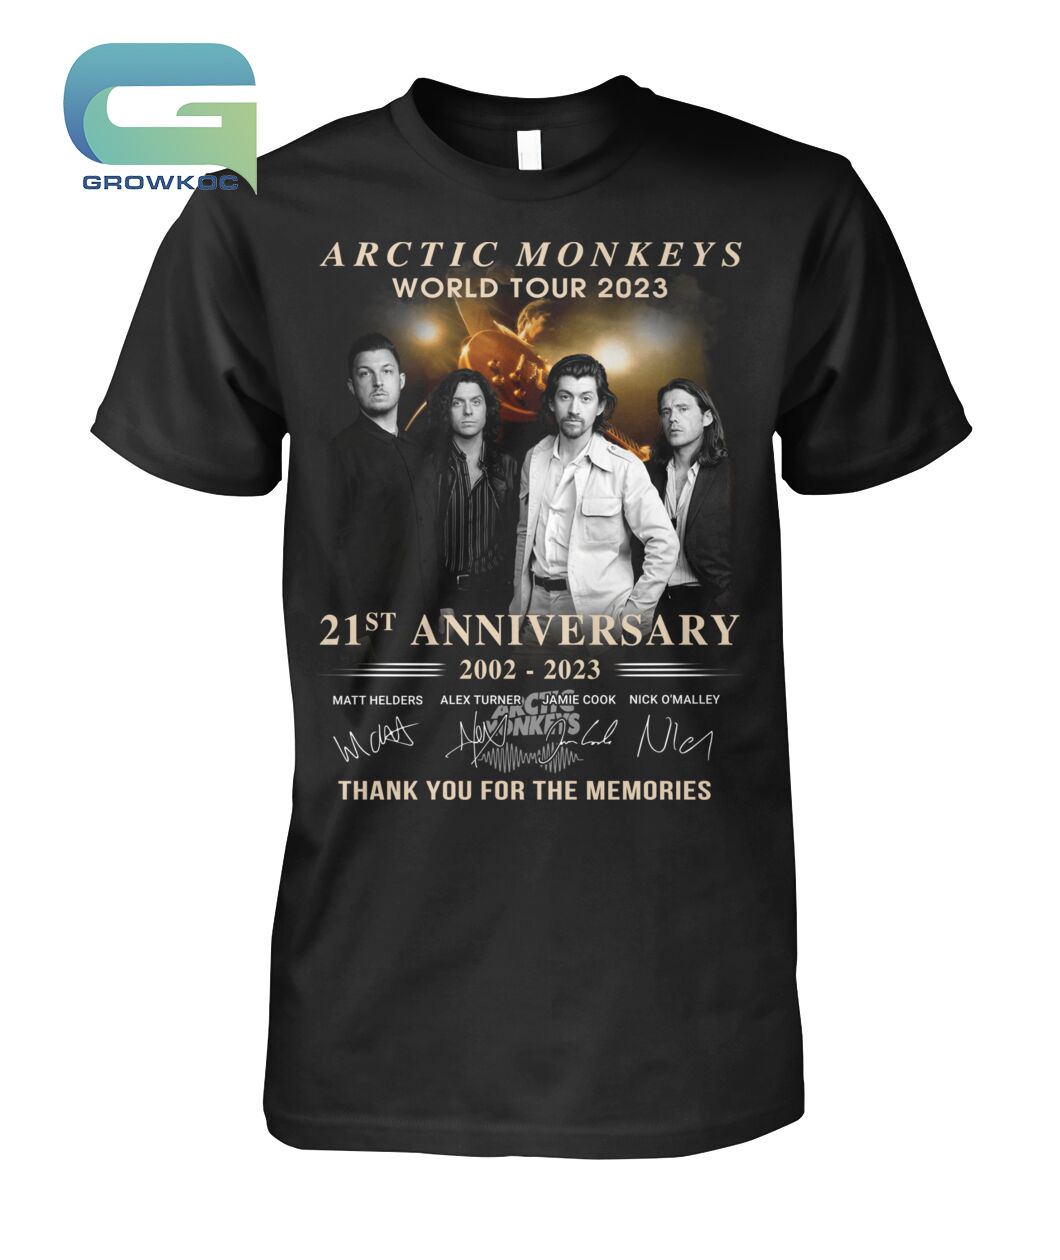 GROWKOC
ARCTIC MONKEYS
WORLD TOUR 2023
21ST ANNIVERSARY
2002 - 2023
MATT HELDERS ALEX TURNER JAMIE COOK NICK O'MALLEY
ARCTIC
MONKEYS
THANK YOU FOR THE MEMORIES